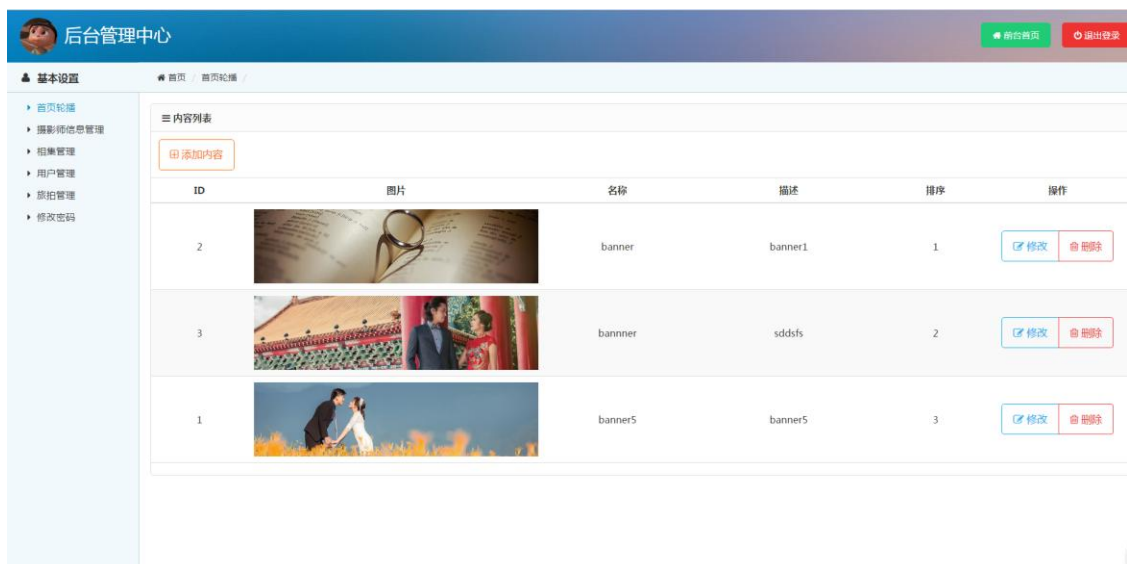 后台管理中心
前台首页
退出登录
基本设置
首页 / 首页轮播 /
首页轮播
摄影师信息管理
相集管理
用户管理
旅拍管理
修改密码
内容列表
添加内容
ID 图片 名称 描述 排序 操作
2 banner banner1 1 修改 删除
3 bannner sddsfs 2 修改 删除
1 banner5 banner5 3 修改 删除